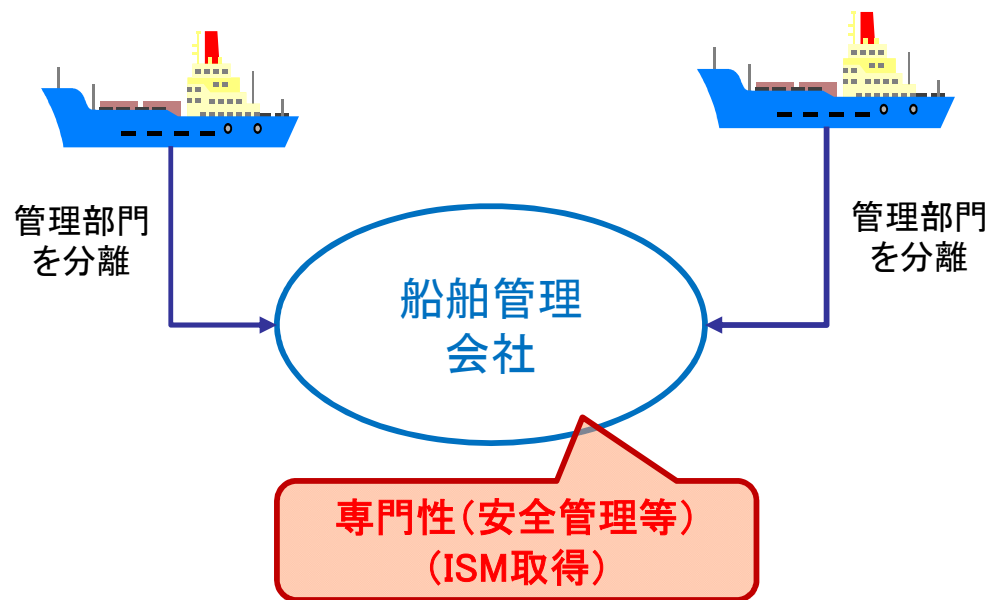 管理部門
を分離
管理部門
を分離
船舶管理
会社
専門性(安全管理等)
(ISM取得)